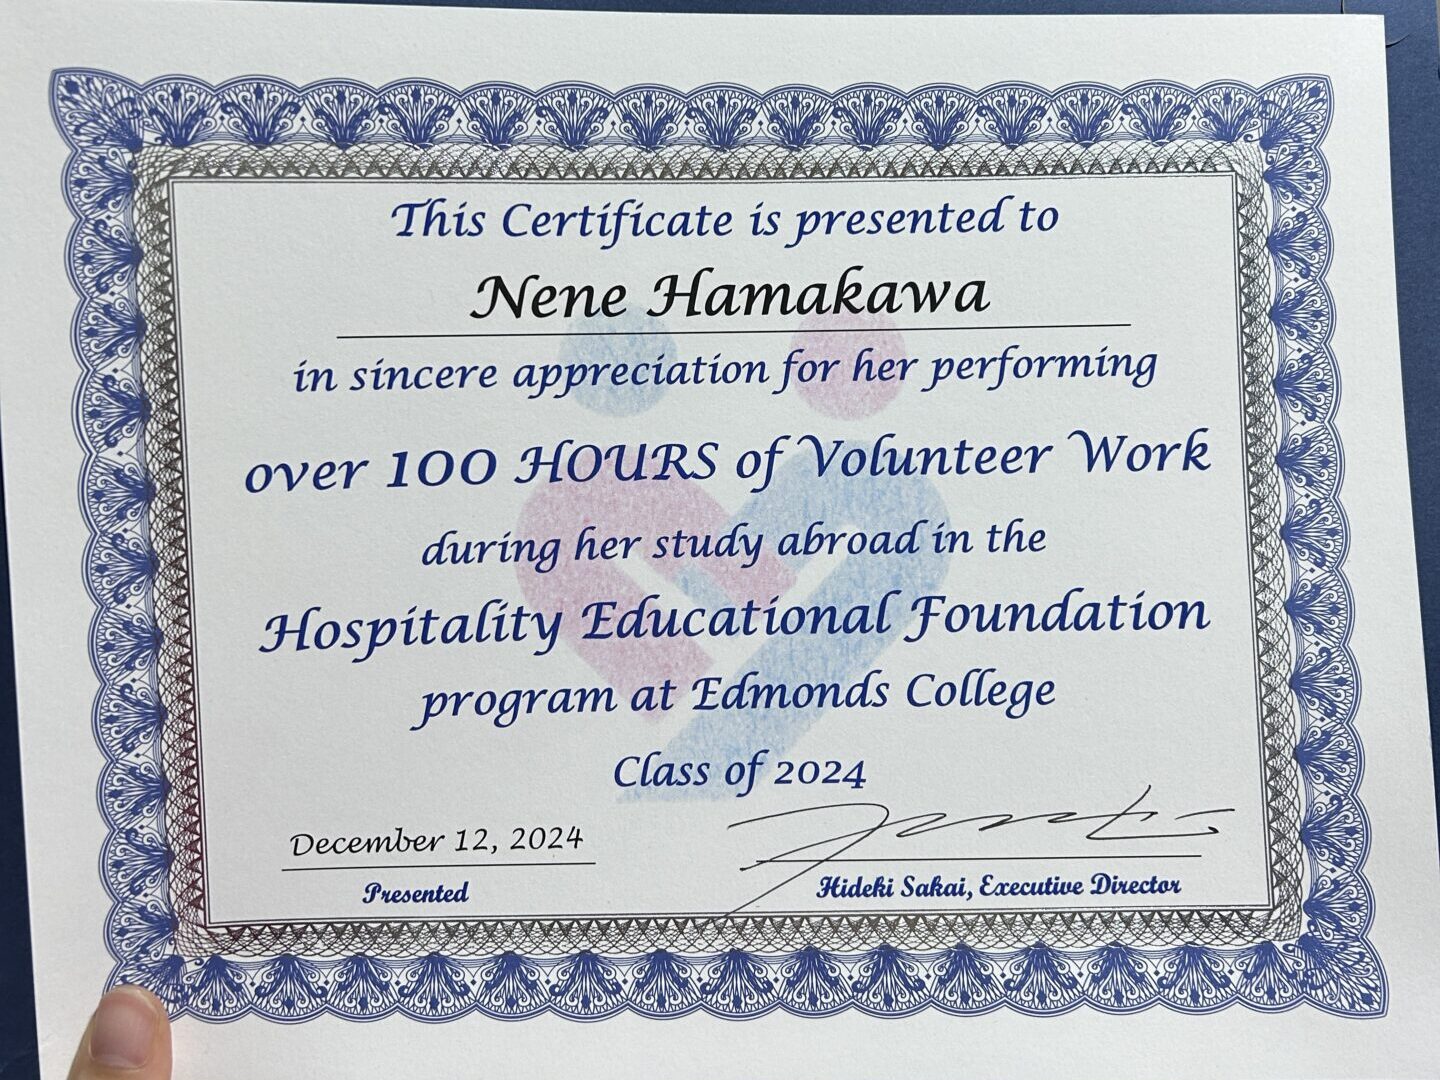 This Certificate is presented to
Nene Hamakawa
in sincere appreciation for her performing
over 100 HOURS of Volunteer Work
during her study abroad in the
Hospitality Educational Foundation
program at Edmonds College
Class of 2024
December 12, 2024
Presented
Hideki Sakai, Executive Director